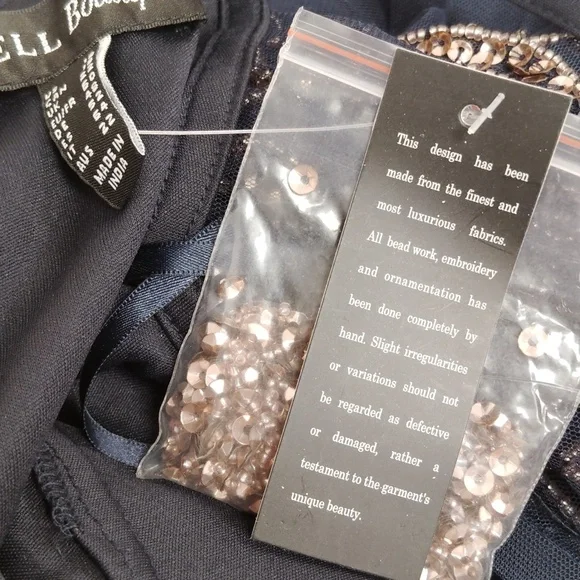 ELL Boutique
MADE IN
INDIA
This design has been
made from the finest and
most luxurious fabrics.
All bead work, embroidery
and ornamentation has
been done completely by
hand. Slight irregularities
or variations should not
be regarded as defective
or damaged, rather a
testament to the garment's
unique beauty.